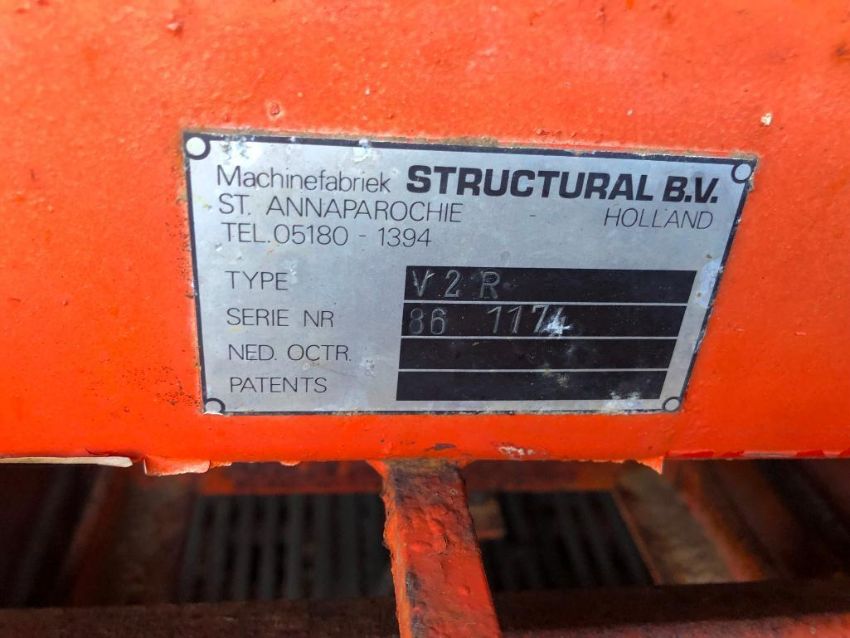 Machinefabriek STRUCTURAL B.V.
ST. ANNAPAROCHIE - HOLLAND
TEL. 05180 - 1394
TYPE V 2 R
SERIE NR 86 1174
NED. OCTR.
PATENTS